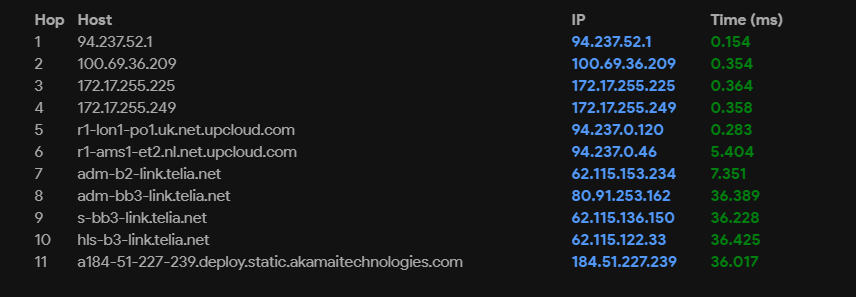 Hop Host IP Time (ms)
1 94.237.52.1 94.237.52.1 0.154
2 100.69.36.209 100.69.36.209 0.354
3 172.17.255.225 172.17.255.225 0.364
4 172.17.255.249 172.17.255.249 0.358
5 r1-lon1-po1.uk.net.upcloud.com 94.237.0.120 0.283
6 r1-ams1-et2.nl.net.upcloud.com 94.237.0.46 5.404
7 adm-b2-link.telia.net 62.115.153.234 7.351
8 adm-bb3-link.telia.net 80.91.253.162 36.389
9 s-bb3-link.telia.net 62.115.136.150 36.228
10 hls-b3-link.telia.net 62.115.122.33 36.425
11 a184-51-227-239.deploy.static.akamaitechnologies.com 184.51.227.239 36.017